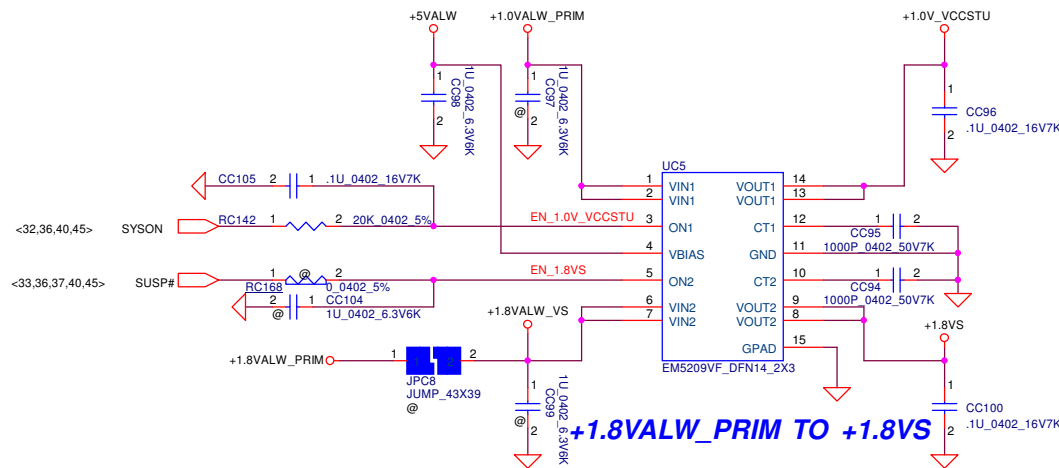 +5VALW
+1.0VALW_PRIM
+1.0V_VCCSTU
1
2
CC98
1U_0402_6.3V6K
1
2
@
CC97
1U_0402_6.3V6K
1
2
CC96
.1U_0402_16V7K
UC5
CC105
2
1
.1U_0402_16V7K
1
VIN1
VOUT1
14
2
VIN1
VOUT1
13
<32,36,40,45>
SYSON
RC142
1
2
20K_0402_5%
EN_1.0V_VCCSTU
3
ON1
CT1
12
1
2
CC95
1000P_0402_50V7K
4
VBIAS
GND
11
<33,36,37,40,45>
SUSP#
1
@
2
RC168
0_0402_5%
EN_1.8VS
5
ON2
CT2
10
1
2
CC94
1000P_0402_50V7K
2
1
CC104
@
1U_0402_6.3V6K
6
VIN2
VOUT2
9
7
VIN2
VOUT2
8
+1.8VALW_VS
+1.8VS
GPAD
15
EM5209VF_DFN14_2X3
+1.8VALW_PRIM
1
1
2
2
JPC8
JUMP_43X39
@
1
2
@
CC99
1U_0402_6.3V6K
+1.8VALW_PRIM TO +1.8VS
1
2
CC100
.1U_0402_16V7K